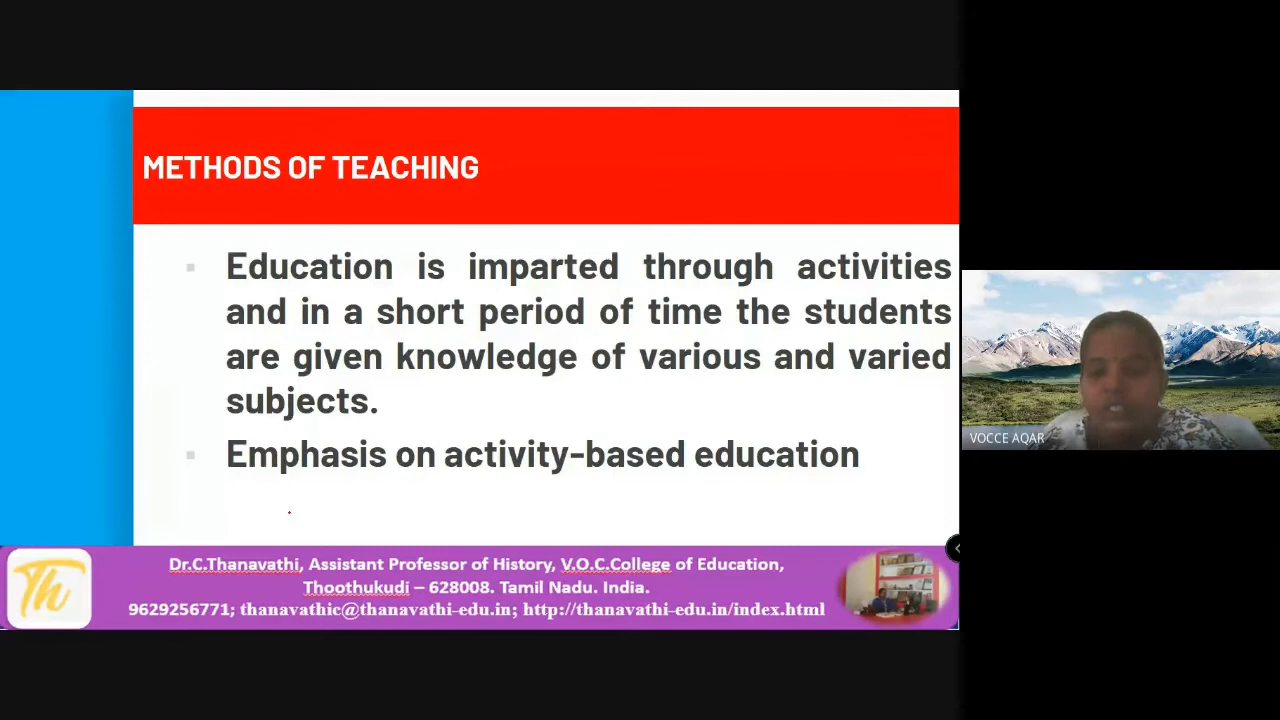 METHODS OF TEACHING
Education is imparted through activities
and in a short period of time the students
are given knowledge of various and varied
subjects.
Emphasis on activity-based education
VOCCE AQAR
Th
Dr.C.Thanavathi, Assistant Professor of History, V.O.C.College of Education,
Thoothukudi – 628008. Tamil Nadu. India.
9629256771; thanavathic@thanavathi-edu.in; http://thanavathi-edu.in/index.html